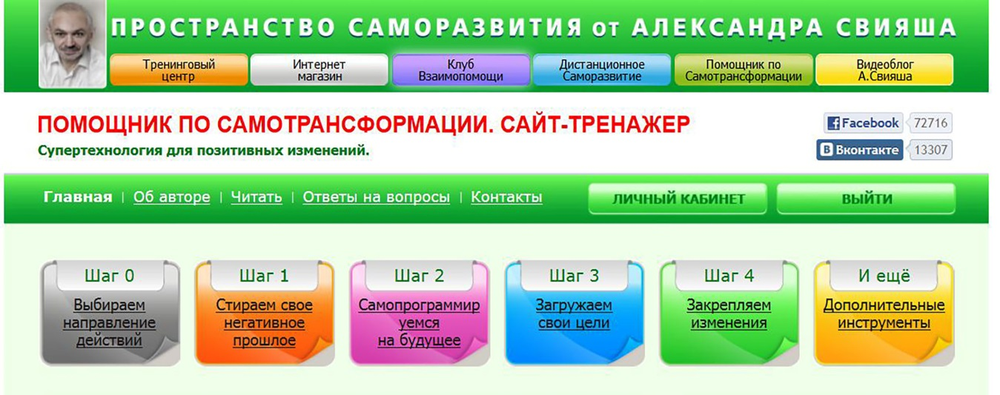 ПРОСТРАНСТВО САМОРАЗВИТИЯ от АЛЕКСАНДРА СВИЯША
Тренинговый
центр
Интернет
магазин
Клуб
Взаимопомощи
Дистанционное
Саморазвитие
Помощник по
Самотрансформации
Видеоблог
А.Свияша
ПОМОЩНИК ПО САМОТРАНСФОРМАЦИИ. САЙТ-ТРЕНАЖЕР
Супертехнология для позитивных изменений.
Facebook 72716
Вконтакте 13307
Главная | Об авторе | Читать | Ответы на вопросы | Контакты
ЛИЧНЫЙ КАБИНЕТ
ВЫЙТИ
Шаг 0
Выбираем
направление
действий
Шаг 1
Стираем свое
негативное
прошлое
Шаг 2
Самопрограммир
уемся
на будущее
Шаг 3
Загружаем
свои цели
Шаг 4
Закрепляем
изменения
И ещё
Дополнительные
инструменты